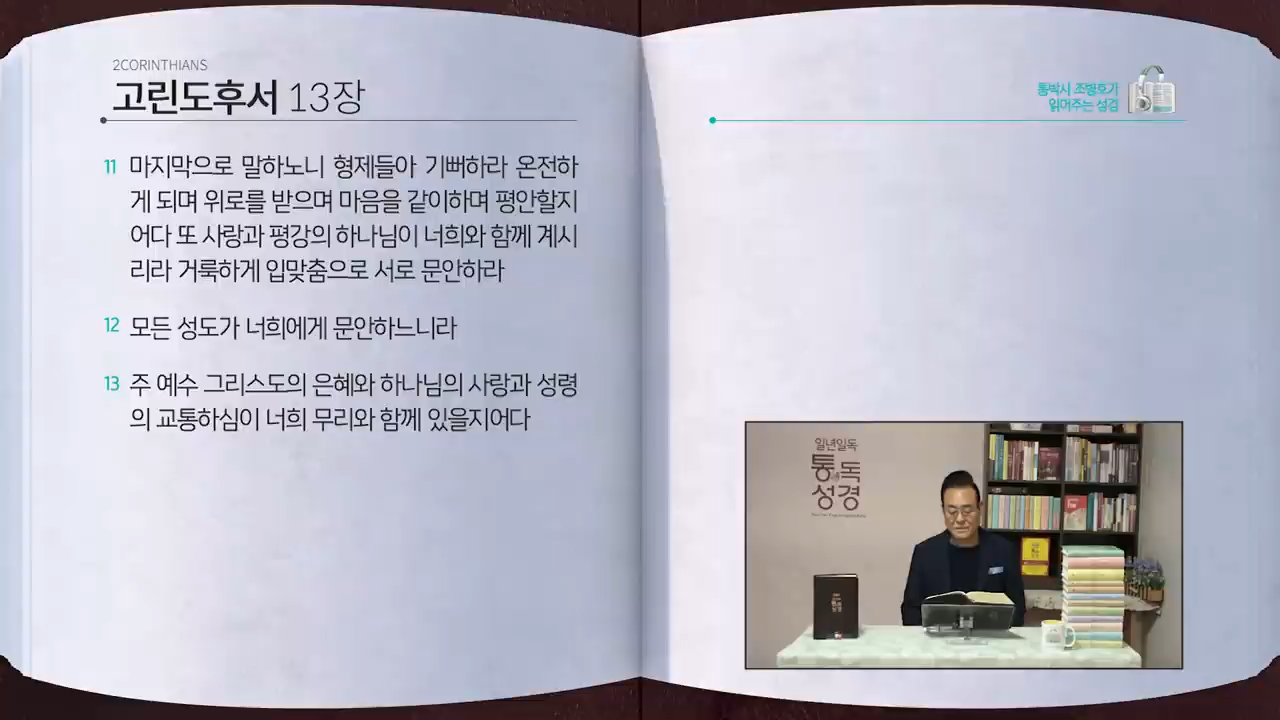 2CORINTHIANS
고린도후서 13장
11 마지막으로 말하노니 형제들아 기뻐하라 온전하
게 되며 위로를 받으며 마음을 같이하며 평안할지
어다 또 사랑과 평강의 하나님이 너희와 함께 계시
리라 거룩하게 입맞춤으로 서로 문안하라
12 모든 성도가 너희에게 문안하느니라
13 주 예수 그리스도의 은혜와 하나님의 사랑과 성령
의 교통하심이 너희 무리와 함께 있을지어다
통박사 조병호가
읽어주는 성경
일년일독
통독
성경